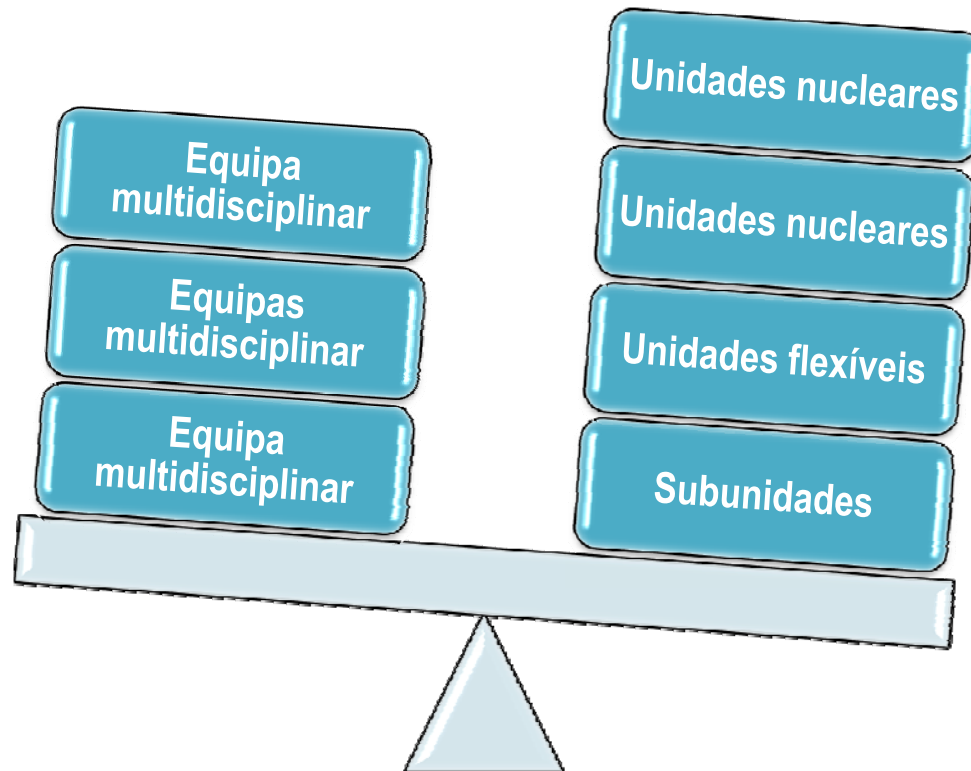 Equipa
multidisciplinar
Equipas
multidisciplinar
Equipa
multidisciplinar
Unidades nucleares
Unidades nucleares
Unidades flexíveis
Subunidades